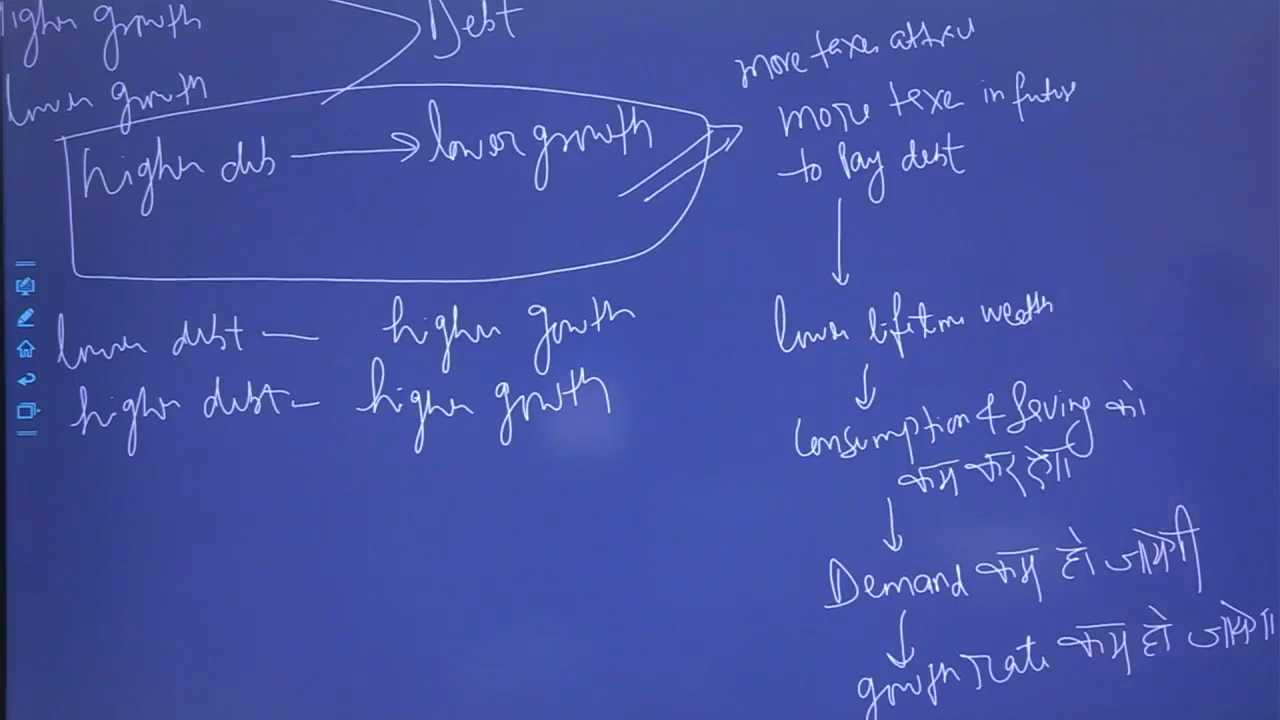 Higher growth
Debt
lower growth
higher deb → lower growth
lower debt — higher growth
higher debt — higher growth
more taxes
more taxe in future
to pay debt
lower lifetime wealth
Consumption & Saving को
कम कर देगा
Demand कम हो जायेगी
growth rate कम हो जायेगा